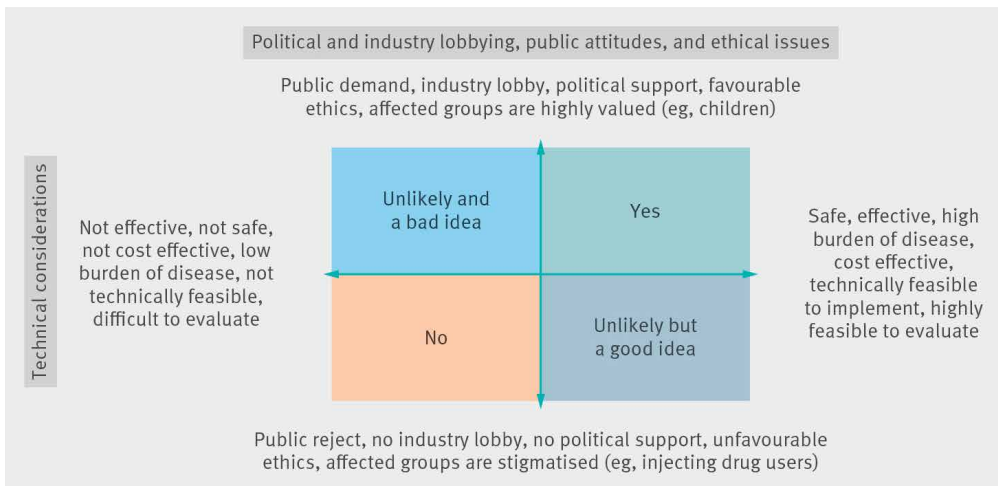 Political and industry lobbying, public attitudes, and ethical issues
Public demand, industry lobby, political support, favourable
ethics, affected groups are highly valued (eg, children)
Technical considerations
Not effective, not safe,
not cost effective, low
burden of disease, not
technically feasible,
difficult to evaluate
Unlikely and
a bad idea
Yes
No
Unlikely but
a good idea
Safe, effective, high
burden of disease,
cost effective,
technically feasible
to implement, highly
feasible to evaluate
Public reject, no industry lobby, no political support, unfavourable
ethics, affected groups are stigmatised (eg, injecting drug users)